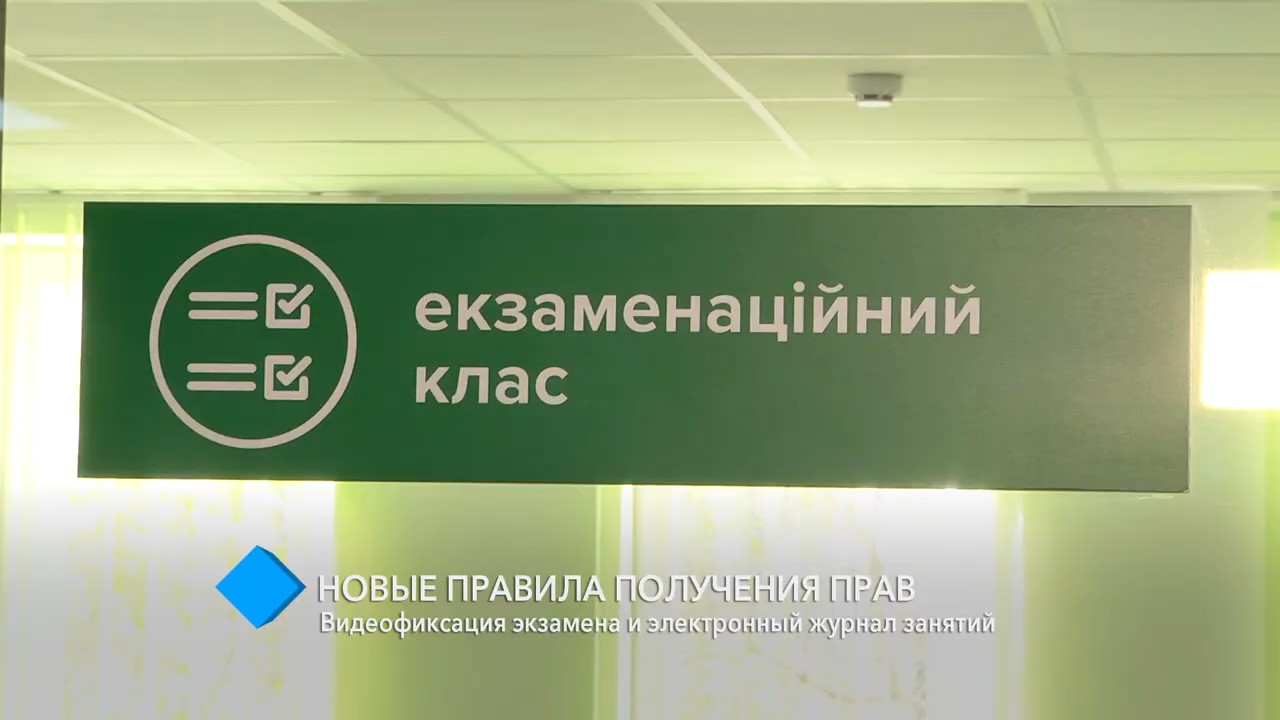 екзаменаційний
клас
НОВЫЕ ПРАВИЛА ПОЛУЧЕНИЯ ПРАВ
Видеофиксация экзамена и электронный журнал занятий